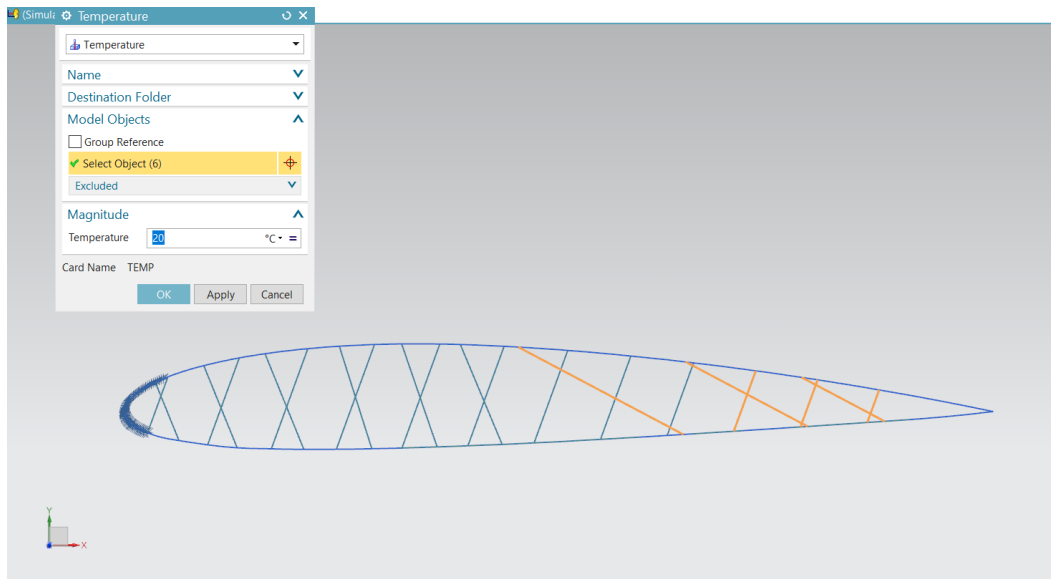 (Simula
Temperature
Temperature
Name
Destination Folder
Model Objects
Group Reference
Select Object (6)
Excluded
Magnitude
Temperature 20 °C =
Card Name TEMP
OK Apply Cancel
Y
X